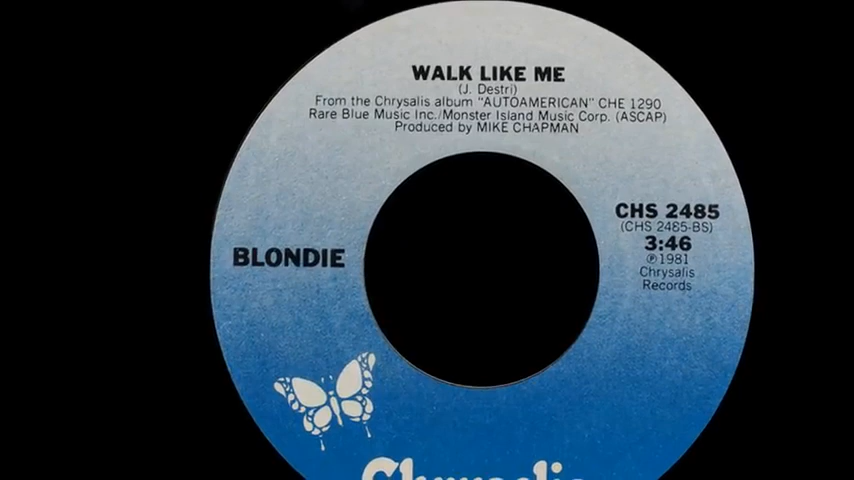 WALK LIKE ME
(J. Destri)
From the Chrysalis album "AUTOAMERICAN" CHE 1290
Rare Blue Music Inc./Monster Island Music Corp. (ASCAP)
Produced by MIKE CHAPMAN
CHS 2485
(CHS 2485-BS)
3:46
℗1981
Chrysalis
Records
BLONDIE
Chrysalis